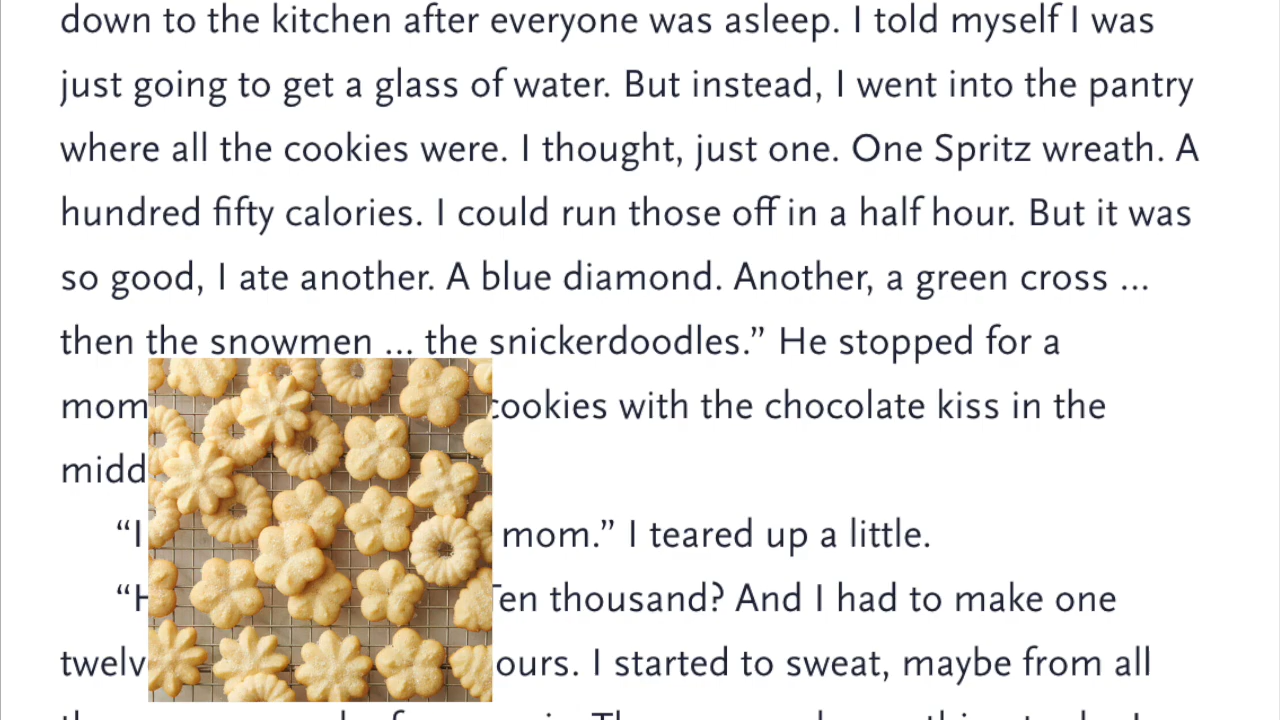 down to the kitchen after everyone was asleep. I told myself I was
just going to get a glass of water. But instead, I went into the pantry
where all the cookies were. I thought, just one. One Spritz wreath. A
hundred fifty calories. I could run those off in a half hour. But it was
so good, I ate another. A blue diamond. Another, a green cross ...
then the snowmen ... the snickerdoodles.” He stopped for a
cookies with the chocolate kiss in the
“I mom.” I teared up a little.
Ten thousand? And I had to make one
I started to sweat, maybe from all